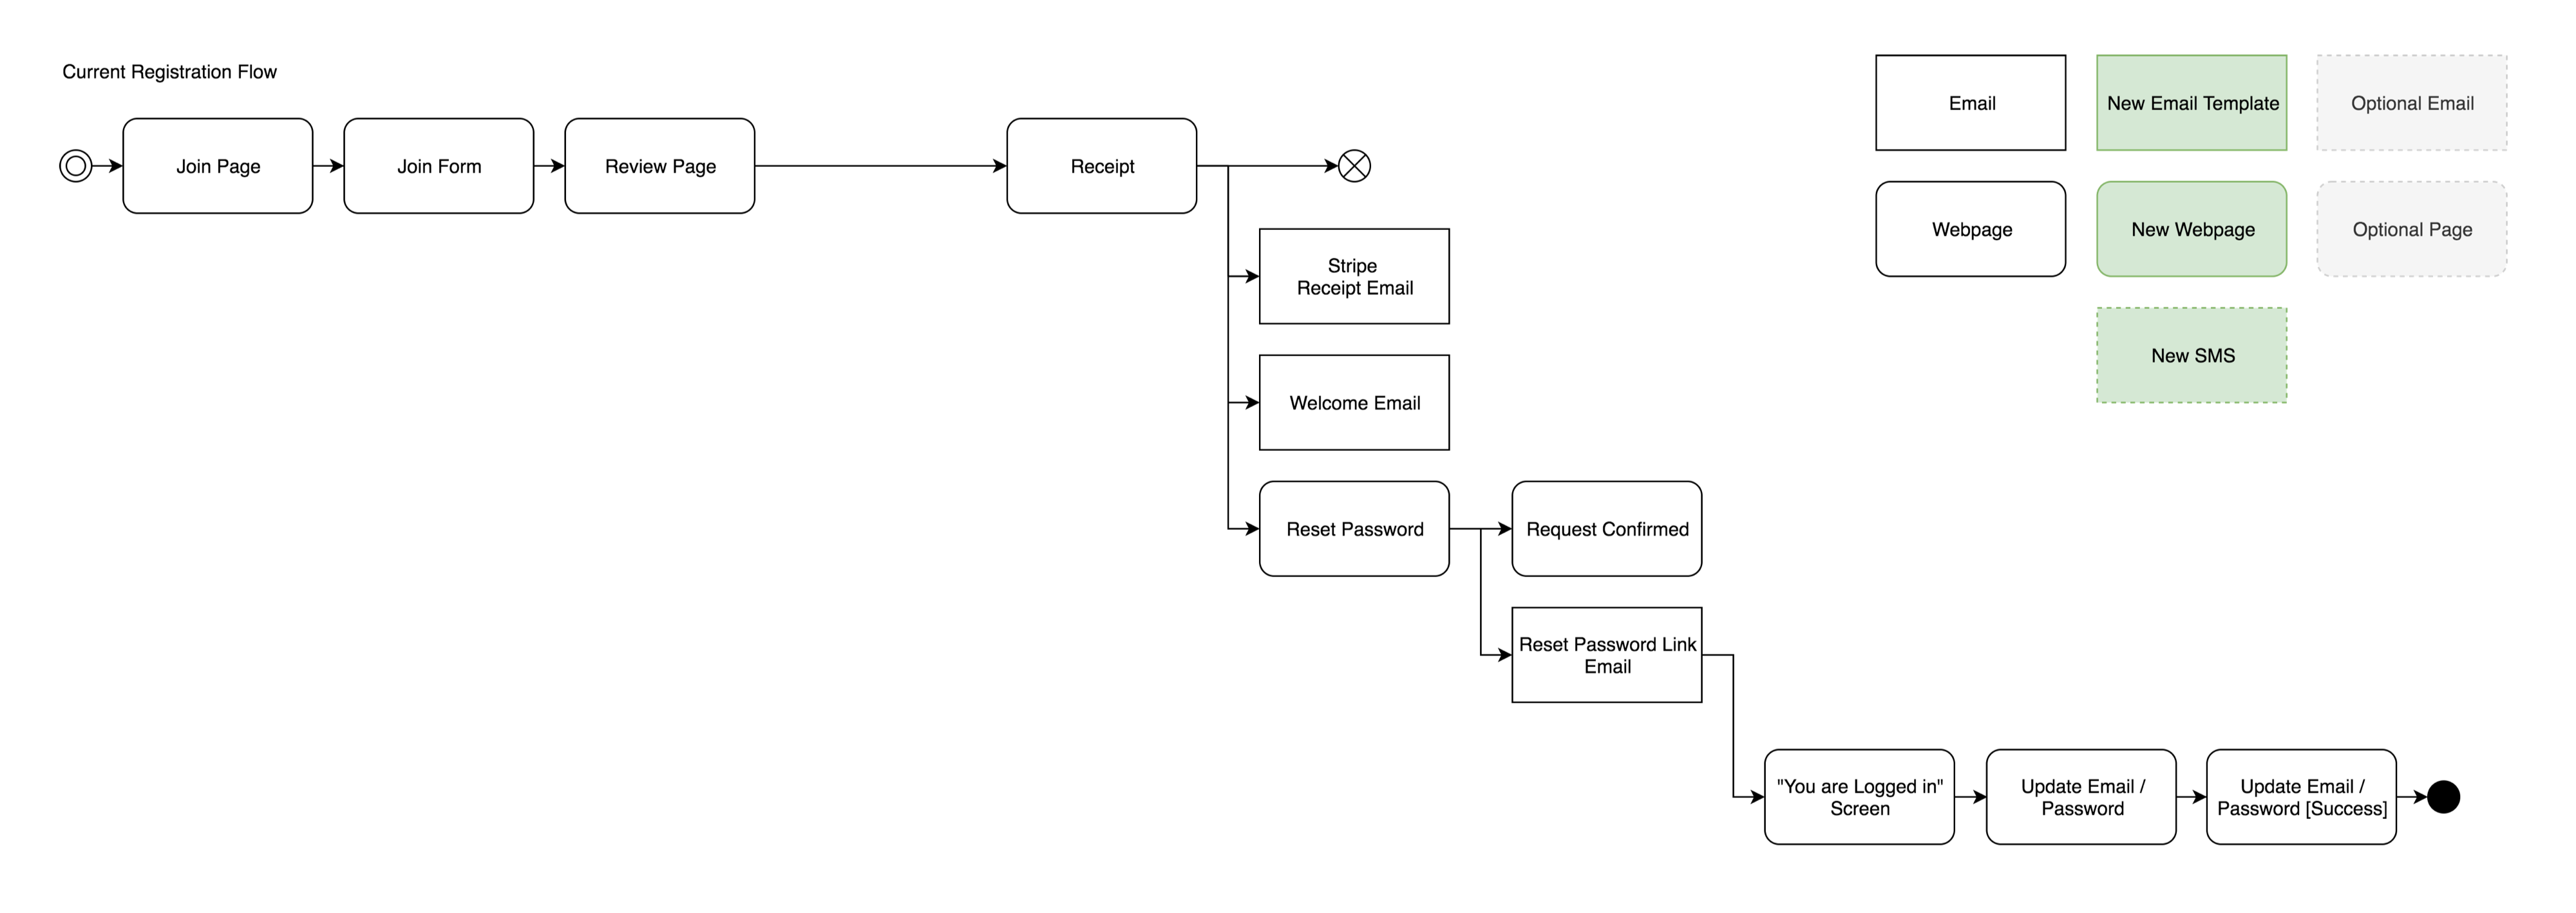 Current Registration Flow
Join Page
Join Form
Review Page
Receipt
Stripe
Receipt Email
Welcome Email
Reset Password
Request Confirmed
Reset Password Link
Email
"You are Logged in"
Screen
Update Email /
Password
Update Email /
Password [Success]
Email
New Email Template
Optional Email
Webpage
New Webpage
Optional Page
New SMS